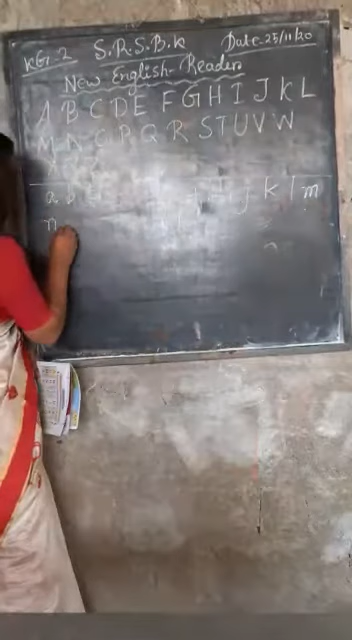 KG-2 S.R.S.B.K Date-25/11/20
New English Reader
A B C D E F G H I J K L
M N O P Q R S T U V W
X Y Z
a b c j k l m
n